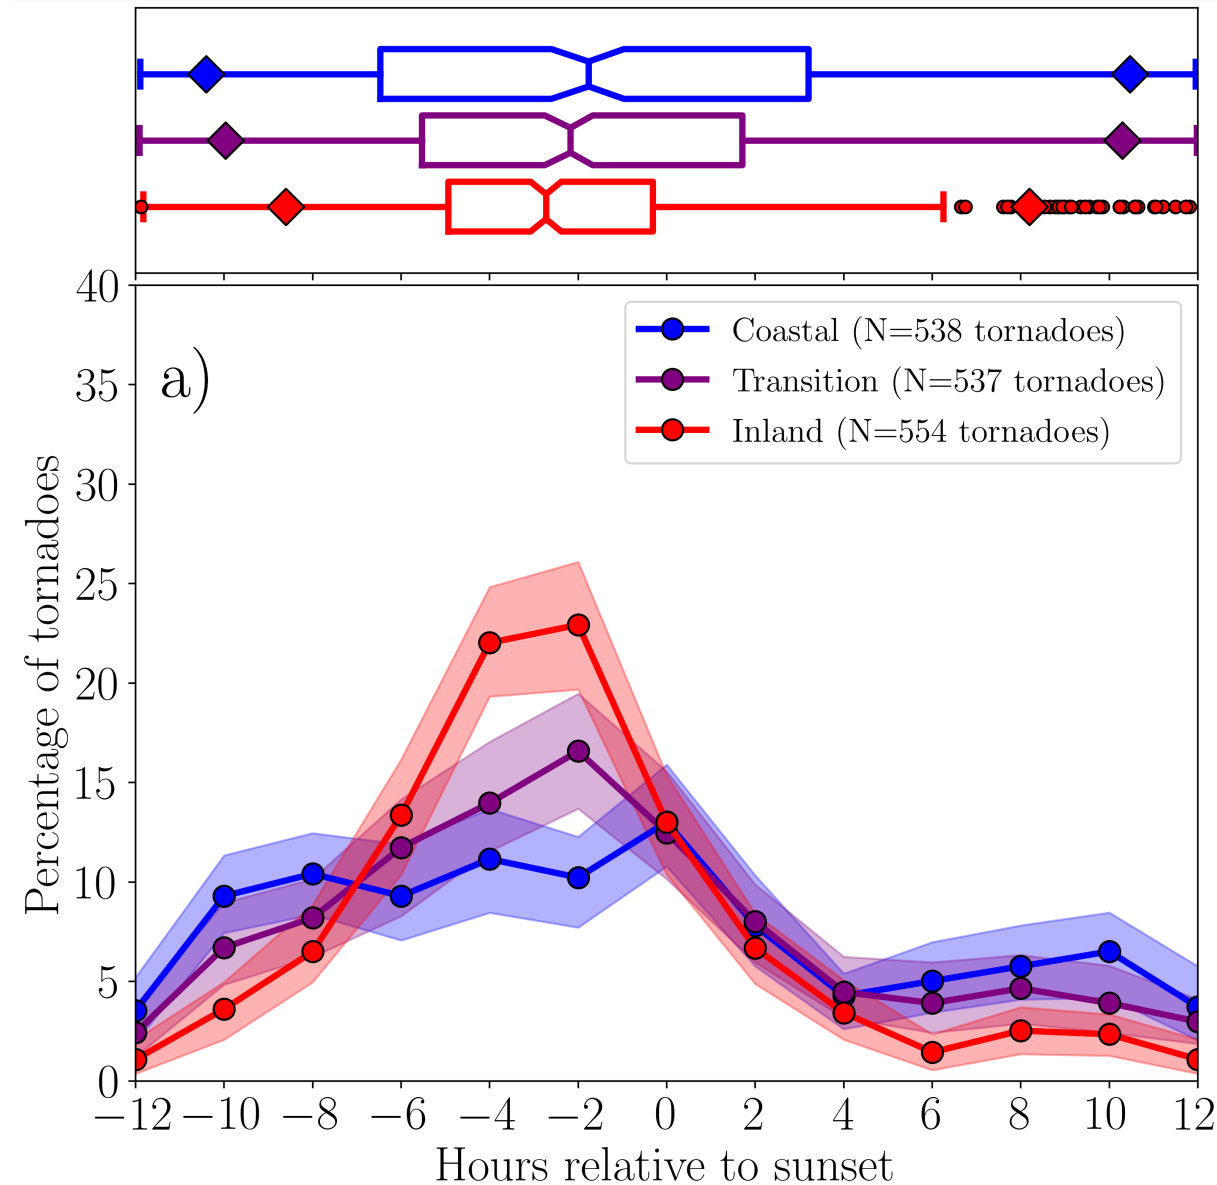 40
35
30
25
20
15
10
5
0
Percentage of tornadoes
a)
Coastal (N=538 tornadoes)
Transition (N=537 tornadoes)
Inland (N=554 tornadoes)
−12 −10 −8 −6 −4 −2 0 2 4 6 8 10 12
Hours relative to sunset